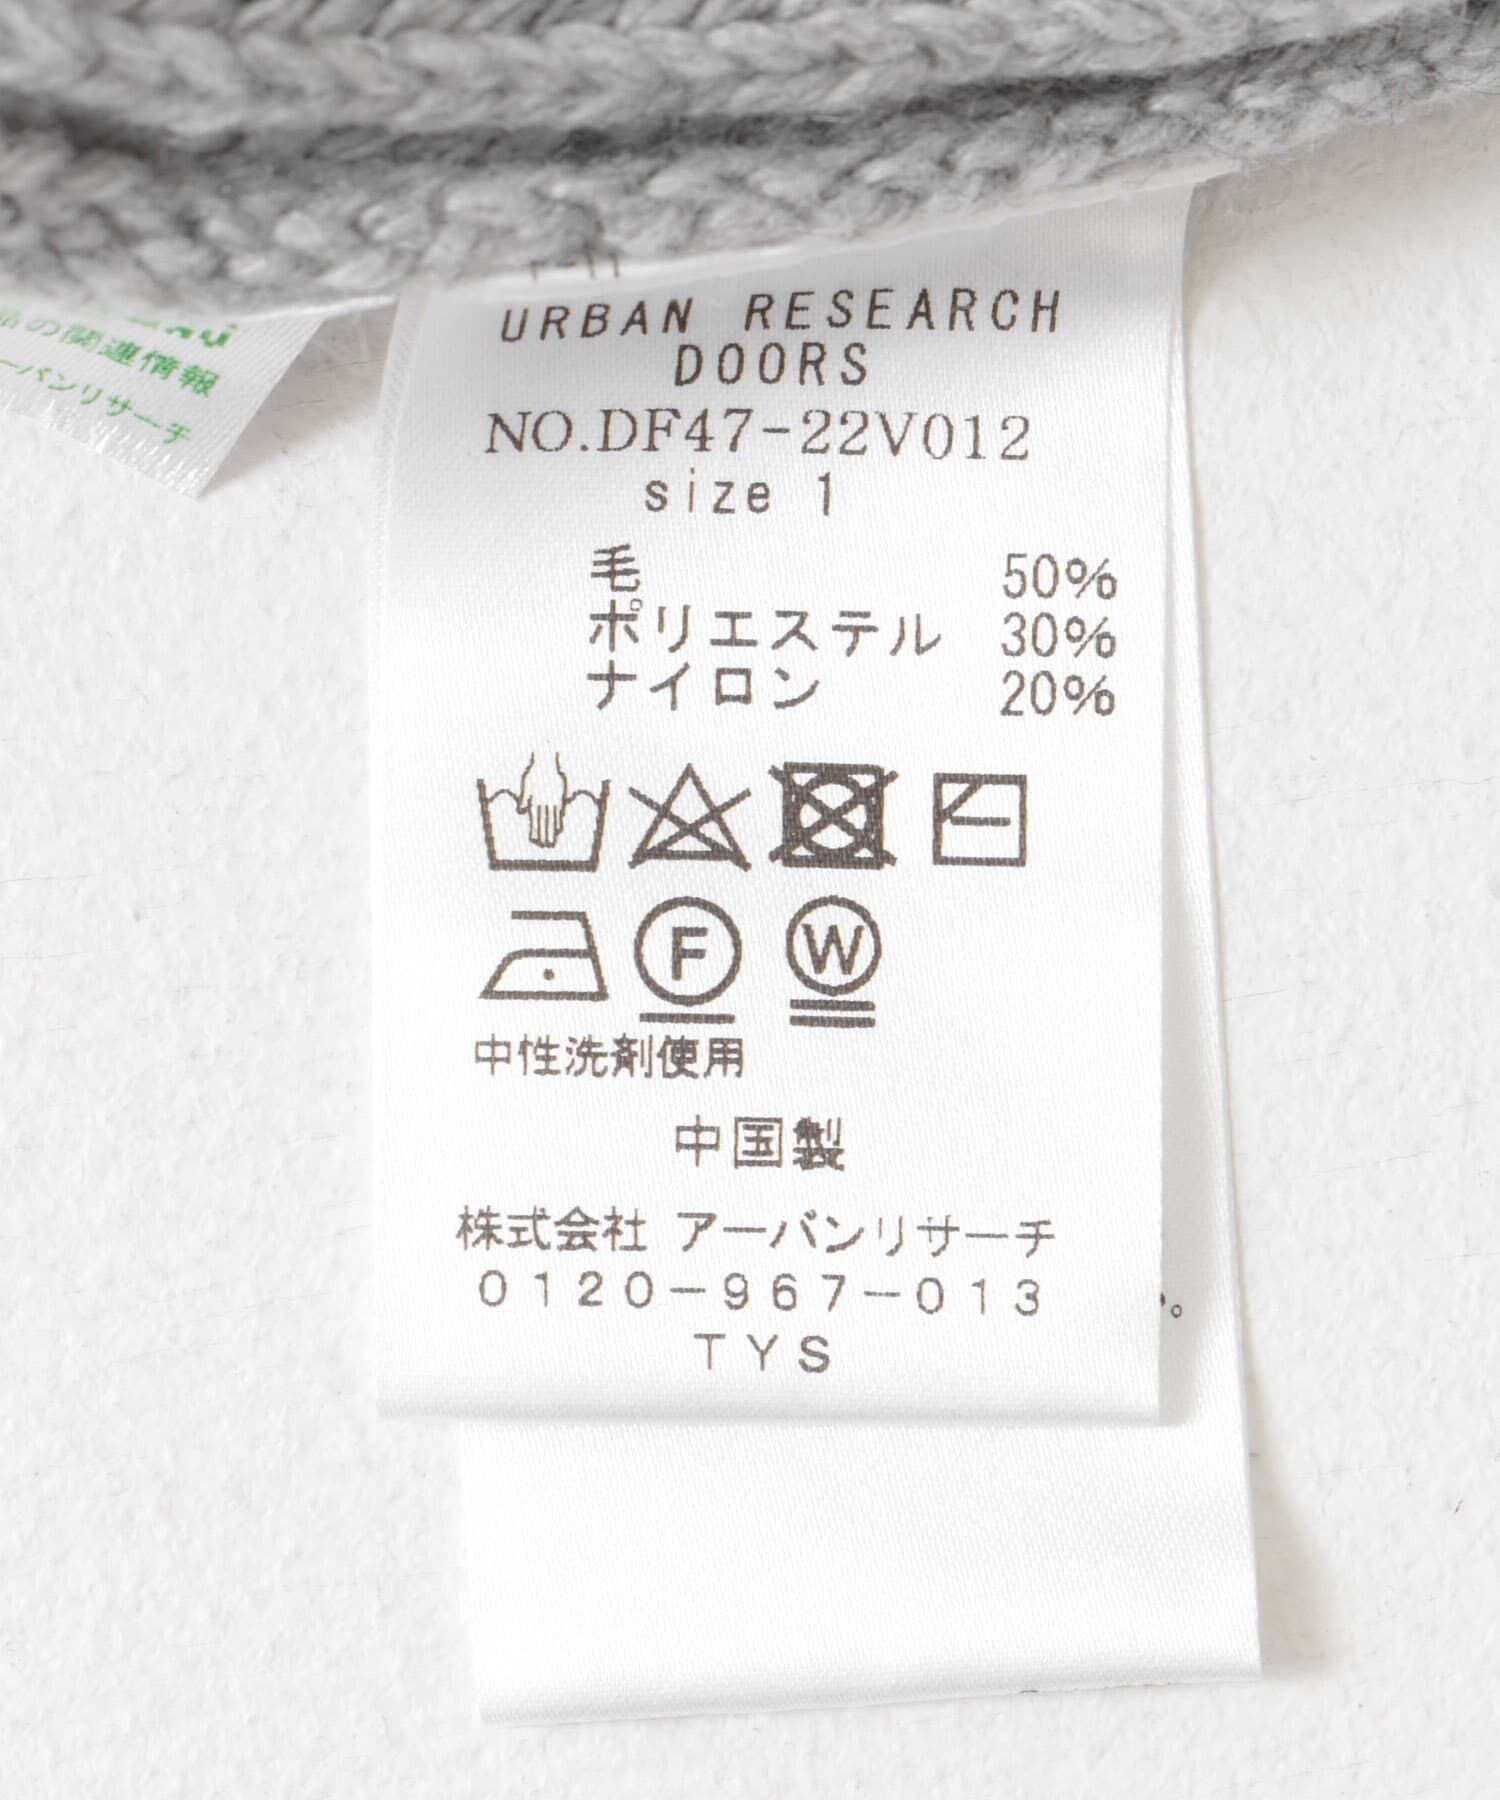 URBAN RESEARCH
DOORS
NO.DF47-22V012
size 1
毛 50%
ポリエステル 30%
ナイロン 20%
F W
中性洗剤使用
中国製
株式会社 アーバンリサーチ
0120-967-013
TYS
の関連情報
ーバンリサーチ